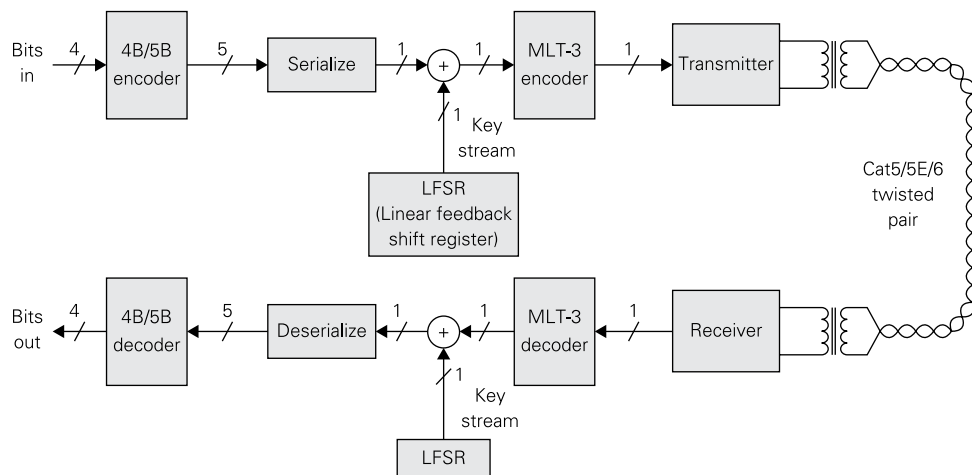 Bits
in
4
4B/5B
encoder
5
Serialize
1
+
1
MLT-3
encoder
1
Transmitter
1
Key
stream
LFSR
(Linear feedback
shift register)
Cat5/5E/6
twisted
pair
Bits
out
4
4B/5B
decoder
5
Deserialize
1
+
1
MLT-3
decoder
1
Receiver
1
Key
stream
LFSR